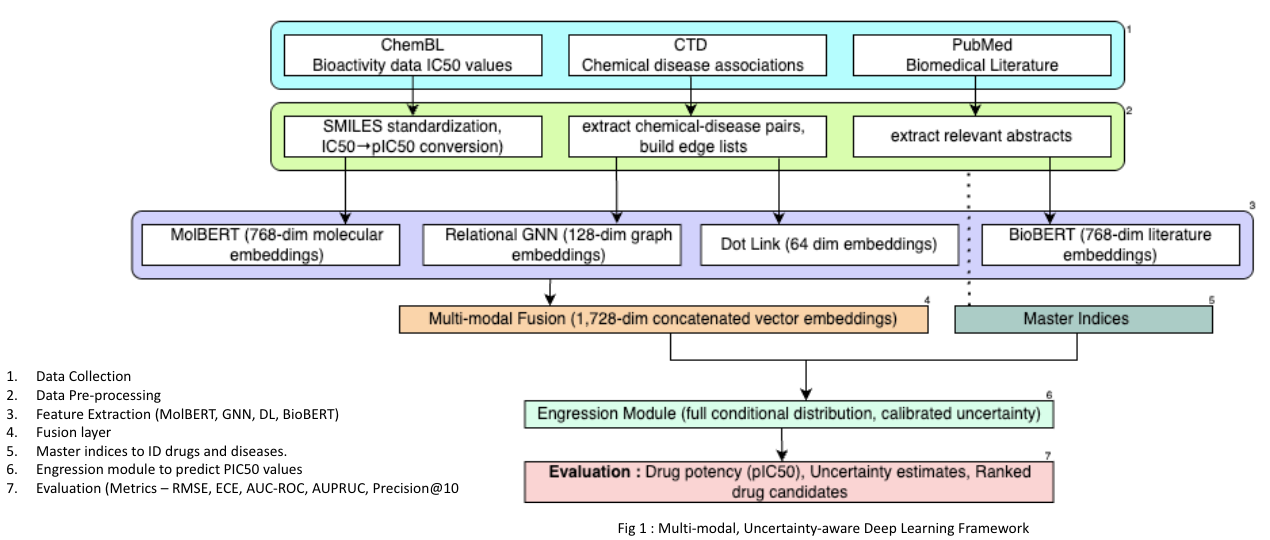 1
ChemBL
Bioactivity data IC50 values
CTD
Chemical disease associations
PubMed
Biomedical Literature
2
SMILES standardization,
IC50→pIC50 conversion)
extract chemical-disease pairs,
build edge lists
extract relevant abstracts
3
MolBERT (768-dim molecular
embeddings)
Relational GNN (128-dim graph
embeddings)
Dot Link (64 dim embeddings)
BioBERT (768-dim literature
embeddings)
4
Multi-modal Fusion (1,728-dim concatenated vector embeddings)
5
Master Indices
1. Data Collection
2. Data Pre-processing
3. Feature Extraction (MolBERT, GNN, DL, BioBERT)
4. Fusion layer
5. Master indices to ID drugs and diseases.
6. Engression module to predict PIC50 values
7. Evaluation (Metrics – RMSE, ECE, AUC-ROC, AUPRUC, Precision@10
6
Engression Module (full conditional distribution, calibrated uncertainty)
7
Evaluation : Drug potency (pIC50), Uncertainty estimates, Ranked
drug candidates
Fig 1 : Multi-modal, Uncertainty-aware Deep Learning Framework